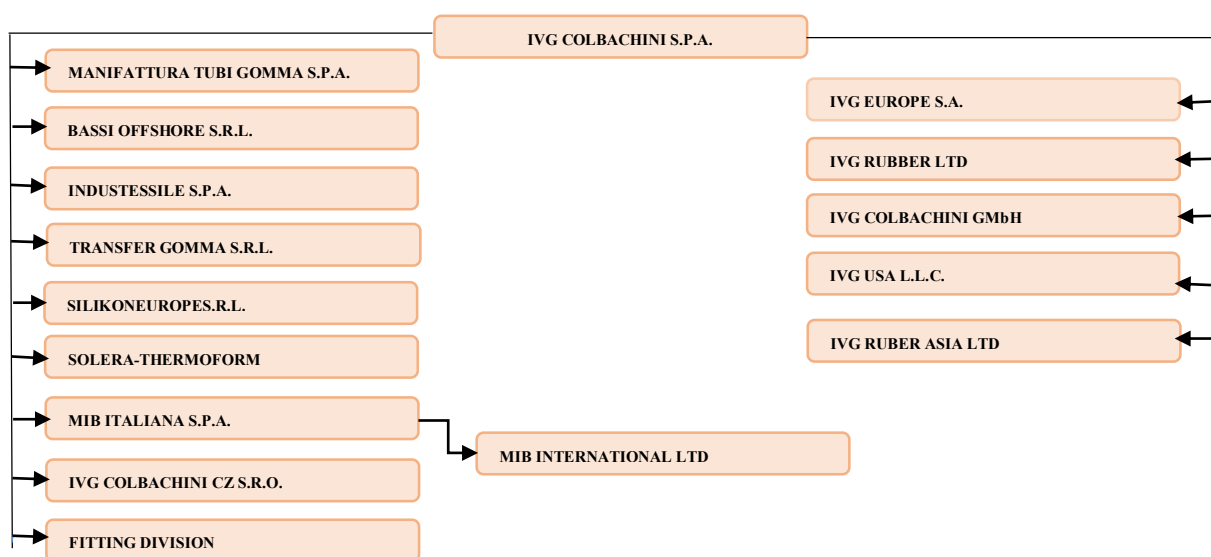 IVG COLBACHINI S.P.A.
MANIFATTURA TUBI GOMMA S.P.A.
BASSI OFFSHORE S.R.L.
INDUSTESSILE S.P.A.
TRANSFER GOMMA S.R.L.
SILIKONEUROPES.R.L.
SOLERA-THERMOFORM
MIB ITALIANA S.P.A.
IVG COLBACHINI CZ S.R.O.
FITTING DIVISION
MIB INTERNATIONAL LTD
IVG EUROPE S.A.
IVG RUBBER LTD
IVG COLBACHINI GMbH
IVG USA L.L.C.
IVG RUBER ASIA LTD